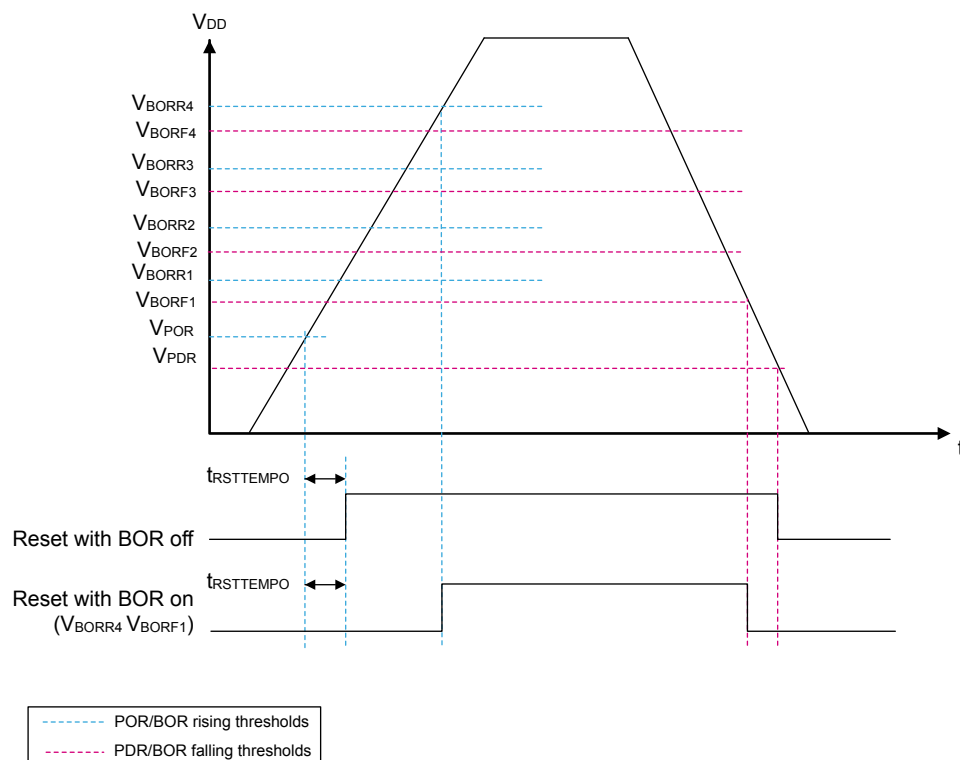 VDD
VBORR4
VBORF4
VBORR3
VBORF3
VBORR2
VBORF2
VBORR1
VBORF1
VPOR
VPDR
t
tRSTTEMPO
Reset with BOR off
tRSTTEMPO
Reset with BOR on
(VBORR4 VBORF1)
POR/BOR rising thresholds
PDR/BOR falling thresholds